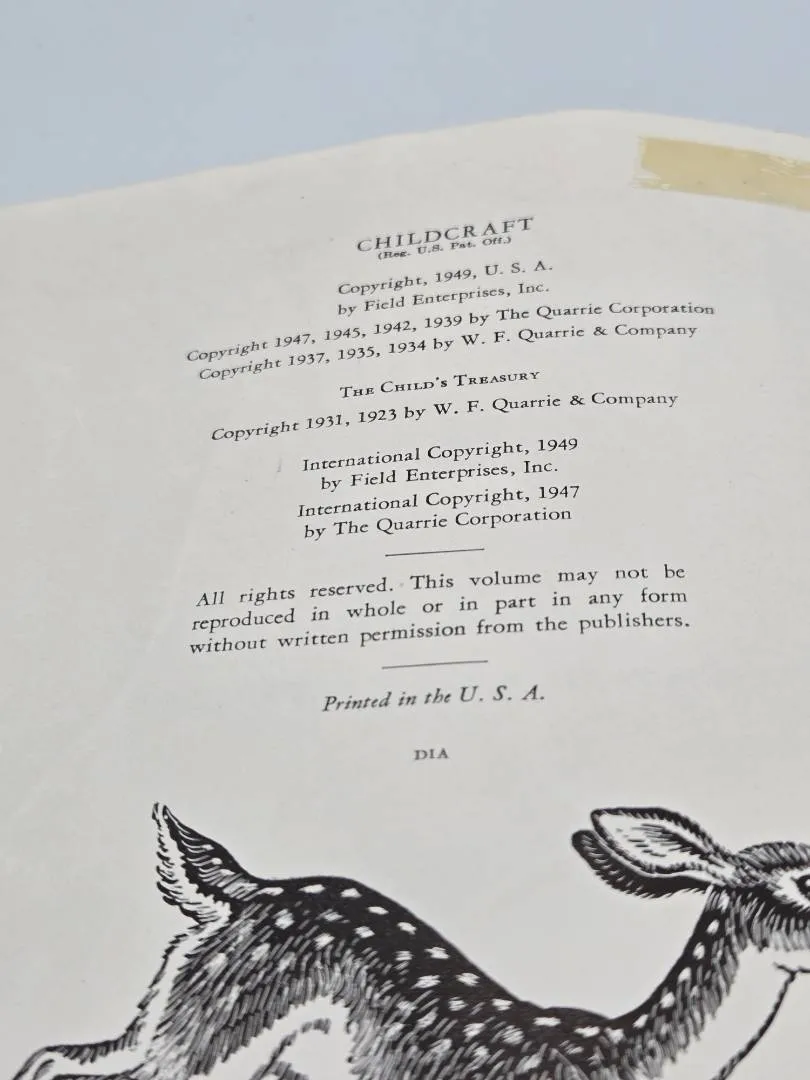 CHILDCRAFT
(Reg. U.S. Pat. Off.)
Copyright, 1949, U. S. A.
by Field Enterprises, Inc.
Copyright 1947, 1945, 1942, 1939 by The Quarrie Corporation
Copyright 1937, 1935, 1934 by W. F. Quarrie & Company
THE CHILD'S TREASURY
Copyright 1931, 1923 by W. F. Quarrie & Company
International Copyright, 1949
by Field Enterprises, Inc.
International Copyright, 1947
by The Quarrie Corporation
All rights reserved. This volume may not be
reproduced in whole or in part in any form
without written permission from the publishers.
Printed in the U. S. A.
DIA